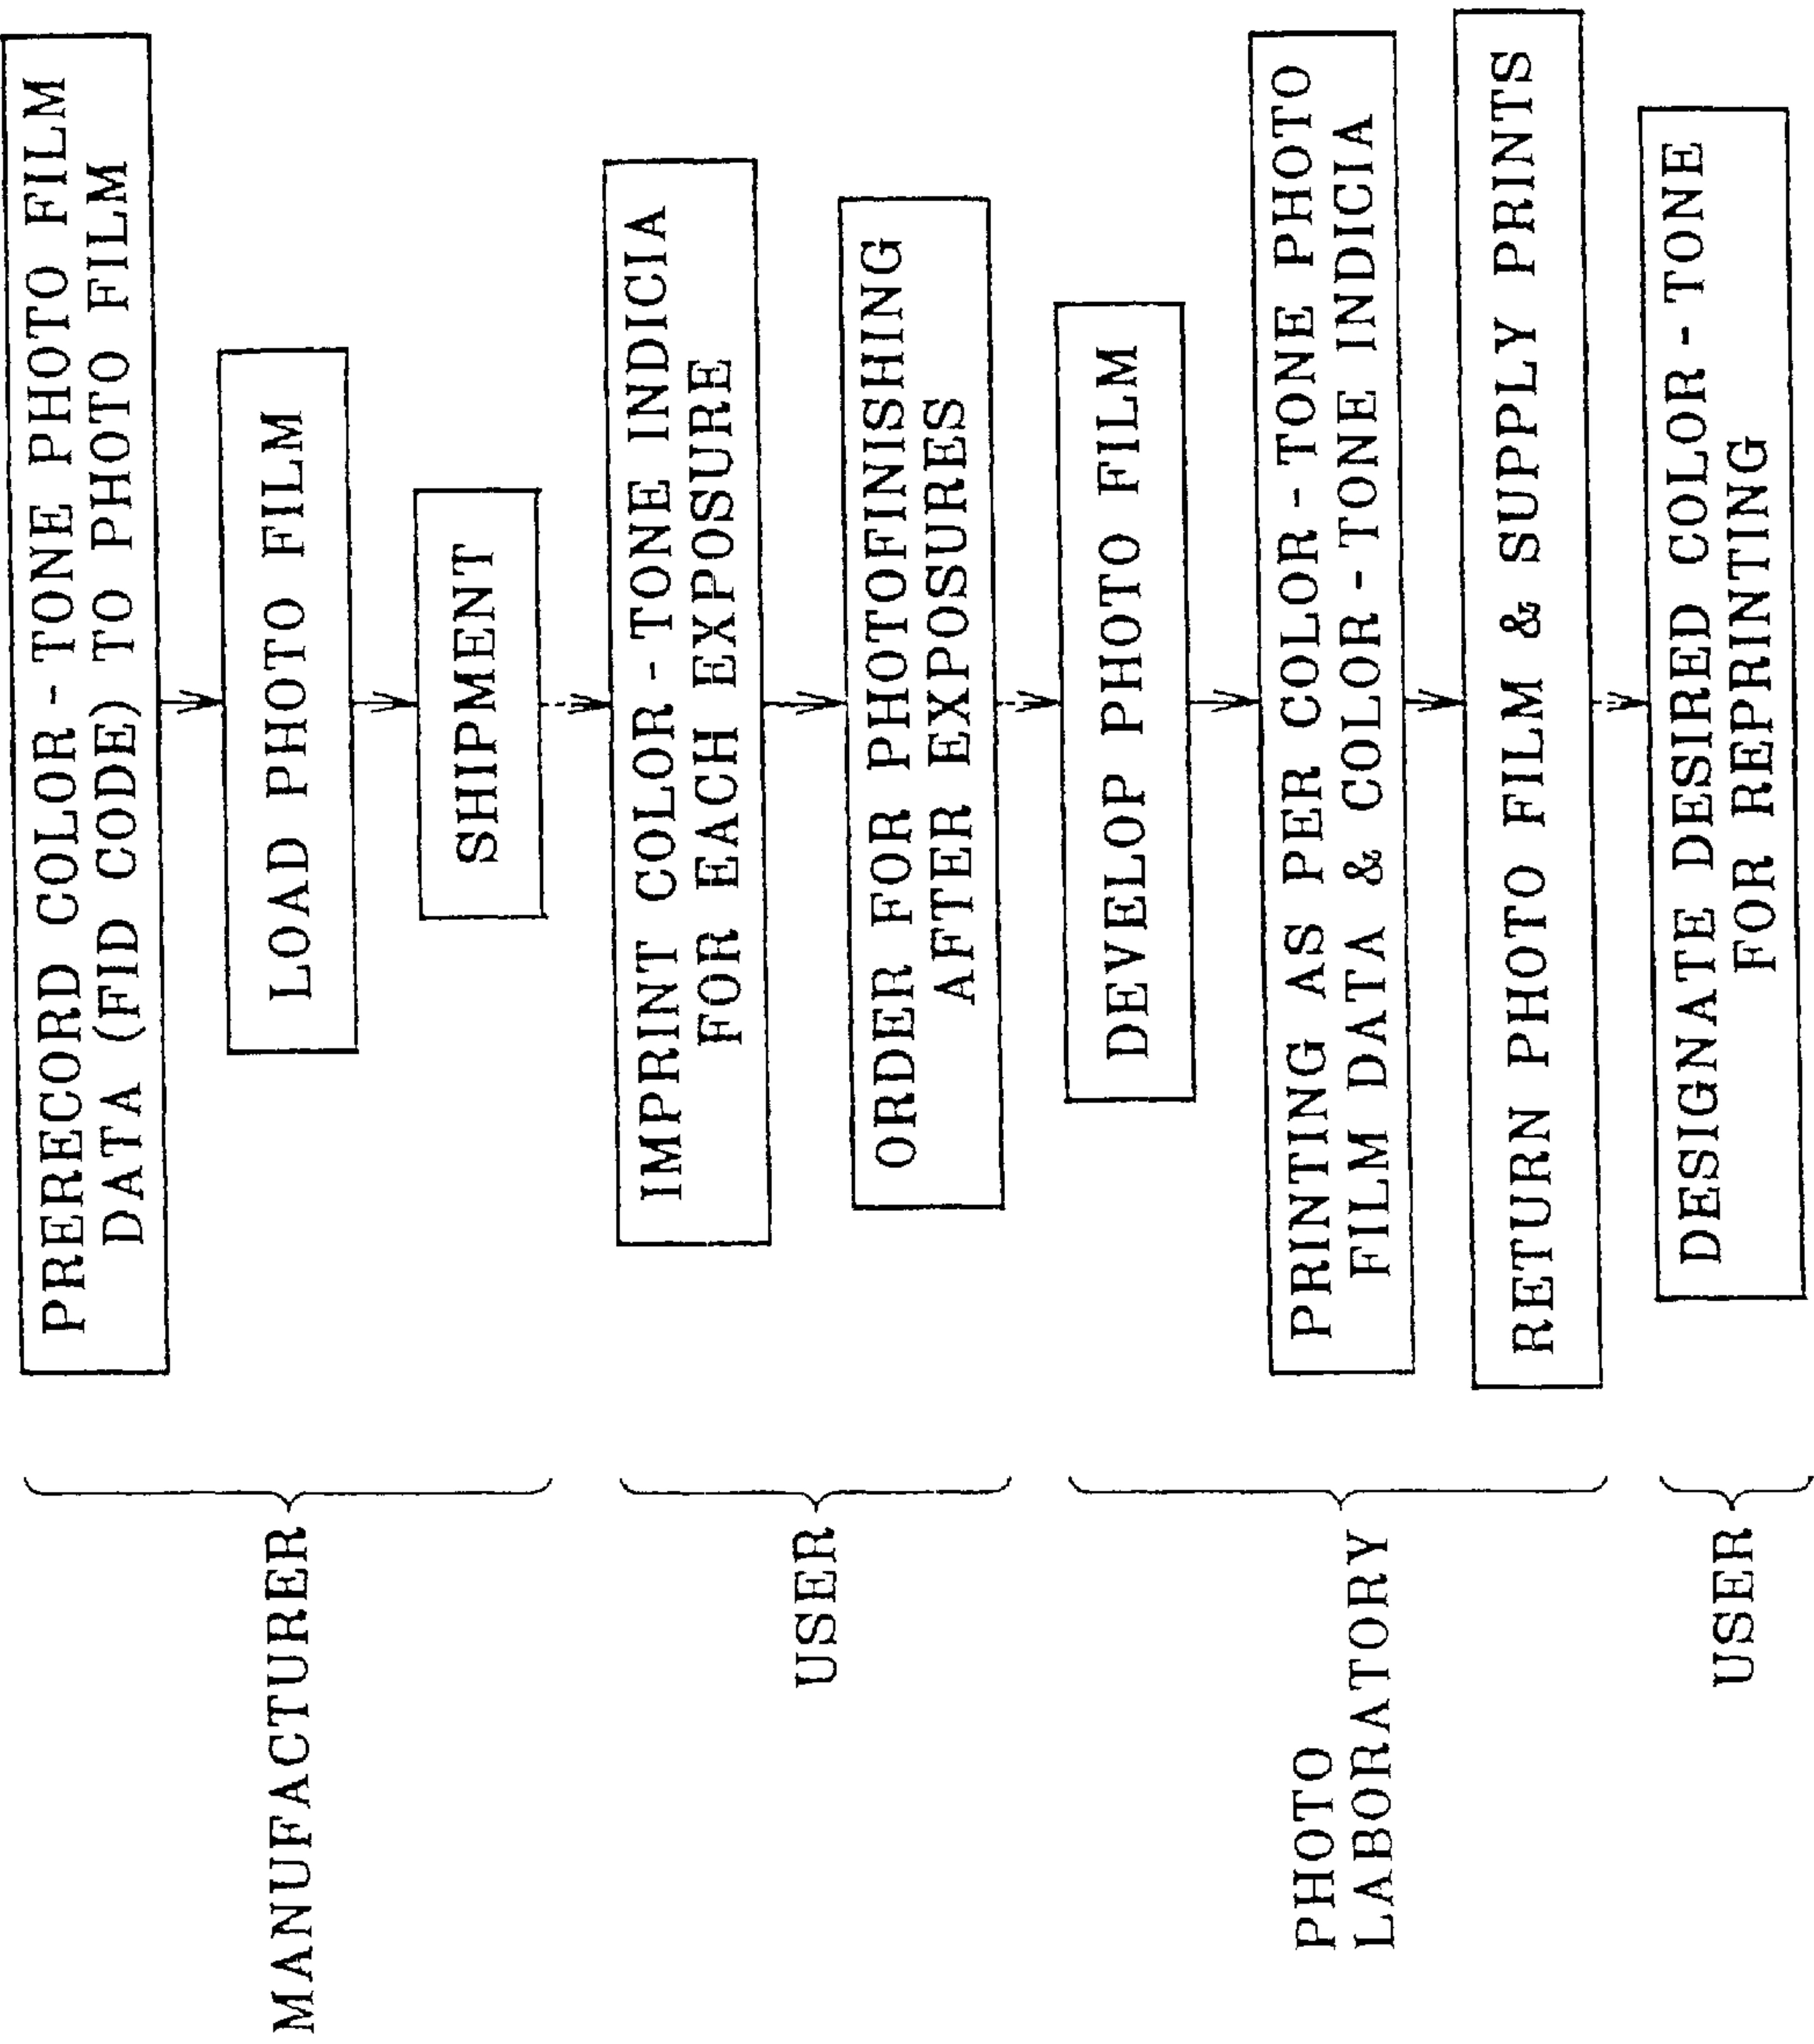 MANUFACTURER
PRERECORD COLOR - TONE PHOTO FILM
DATA (FID CODE) TO PHOTO FILM
LOAD PHOTO FILM
SHIPMENT
USER
IMPRINT COLOR - TONE INDICIA
FOR EACH EXPOSURE
ORDER FOR PHOTOFINISHING
AFTER EXPOSURES
PHOTO
LABORATORY
DEVELOP PHOTO FILM
PRINTING AS PER COLOR - TONE PHOTO
FILM DATA & COLOR - TONE INDICIA
RETURN PHOTO FILM & SUPPLY PRINTS
USER
DESIGNATE DESIRED COLOR - TONE
FOR REPRINTING